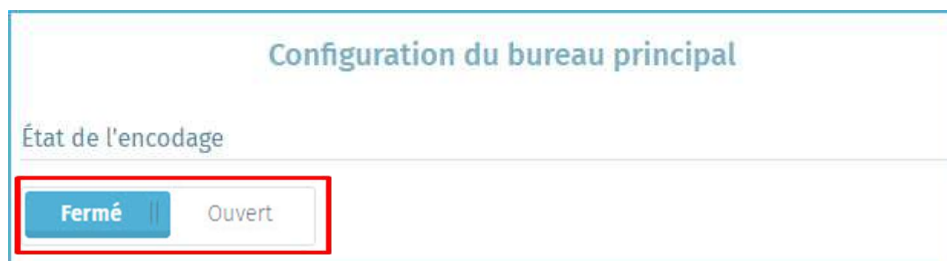 Configuration du bureau principal
État de l'encodage
Fermé Ouvert